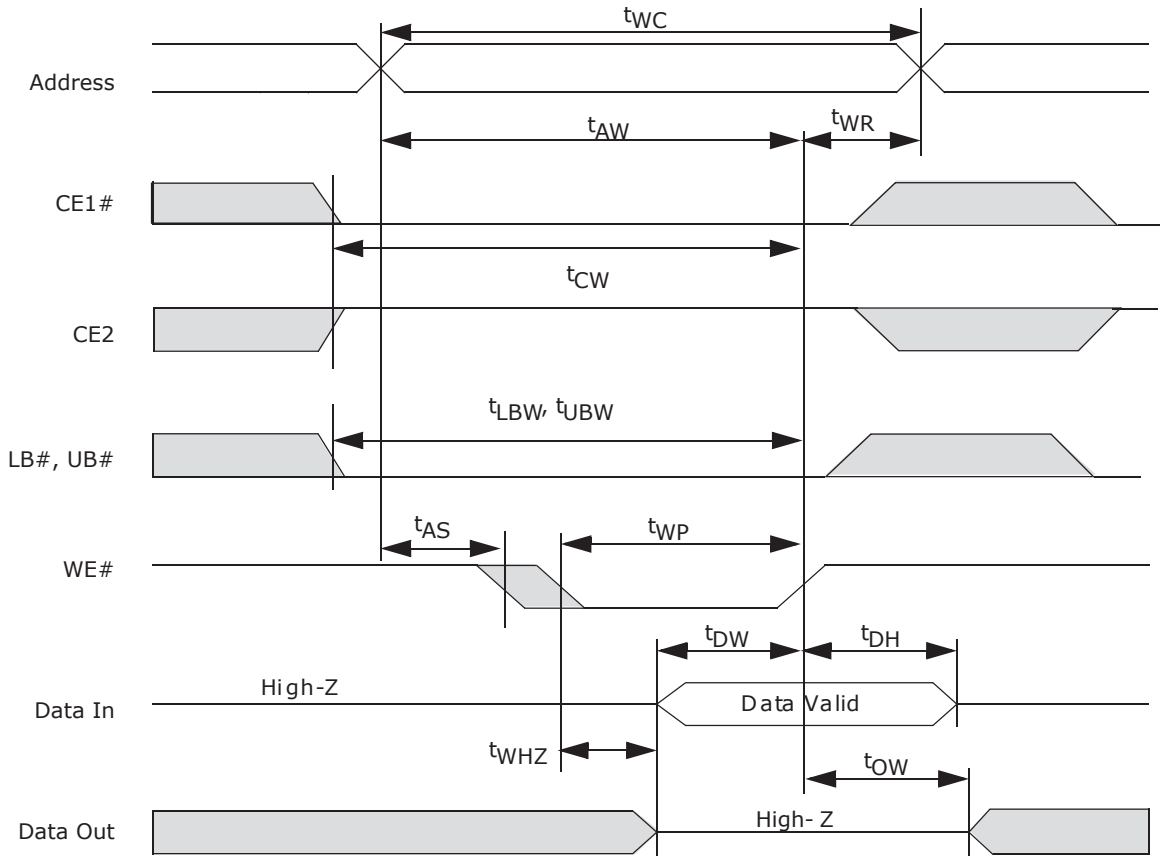 tWC
Address
tAW
tWR
CE1#
tCW
CE2
tLBW, tUBW
LB#, UB#
tAS
tWP
WE#
tDW
tDH
High-Z
Data Valid
Data In
tWHZ
tOW
High- Z
Data Out